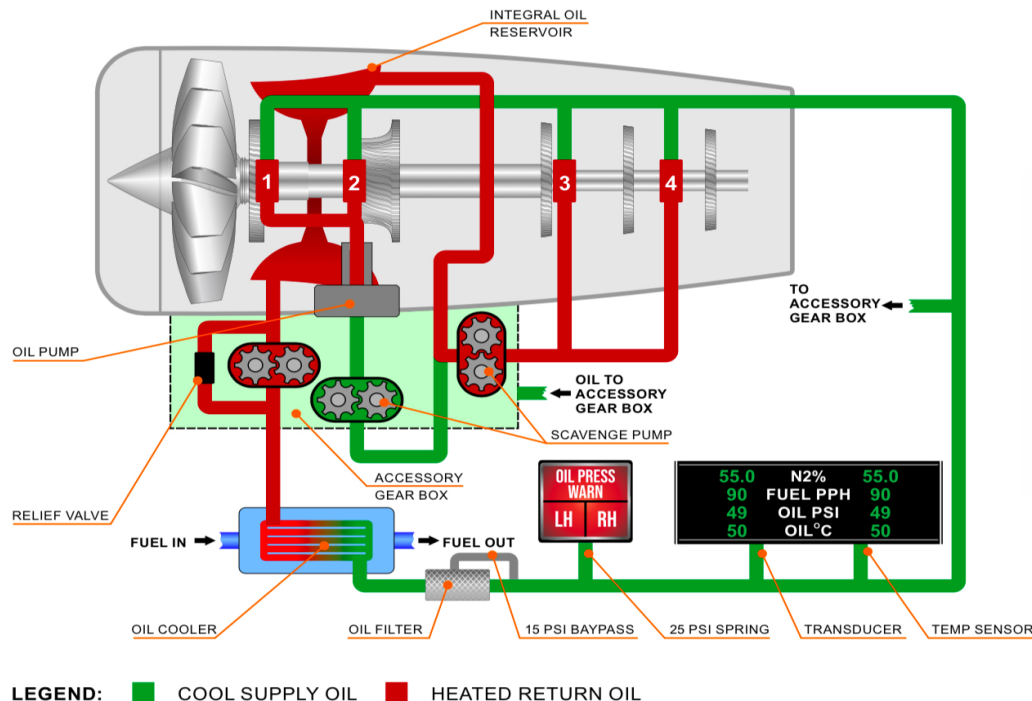 INTEGRAL OIL
RESERVOIR
1
2
3
4
TO
ACCESSORY
GEAR BOX
OIL PUMP
OIL TO
ACCESSORY
GEAR BOX
SCAVENGE PUMP
ACCESSORY
GEAR BOX
RELIEF VALVE
FUEL IN
FUEL OUT
OIL PRESS
WARN
LH RH
55.0 N2% 55.0
90 FUEL PPH 90
49 OIL PSI 49
50 OIL°C 50
OIL COOLER
OIL FILTER
15 PSI BAYPASS
25 PSI SPRING
TRANSDUCER
TEMP SENSOR
LEGEND: COOL SUPPLY OIL HEATED RETURN OIL